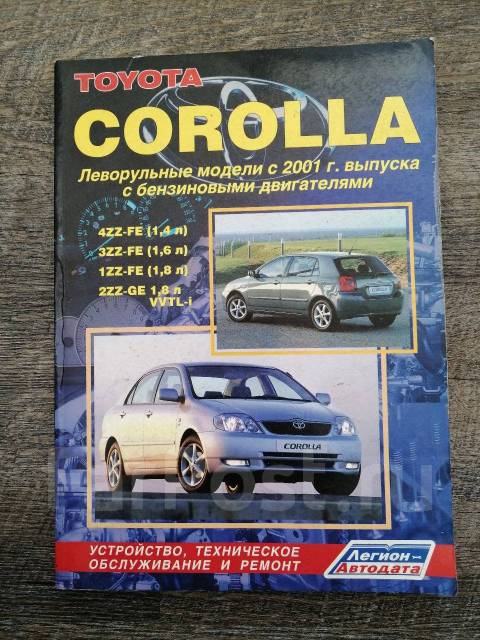 TOYOTA
COROLLA
Леворульные модели с 2001 г. выпуска
с бензиновыми двигателями
4ZZ-FE (1,4 л)
3ZZ-FE (1,6 л)
1ZZ-FE (1,8 л)
2ZZ-GE 1,8 л
VVTL-i
COROLLA
УСТРОЙСТВО, ТЕХНИЧЕСКОЕ
ОБСЛУЖИВАНИЕ И РЕМОНТ
Легион
Автодата